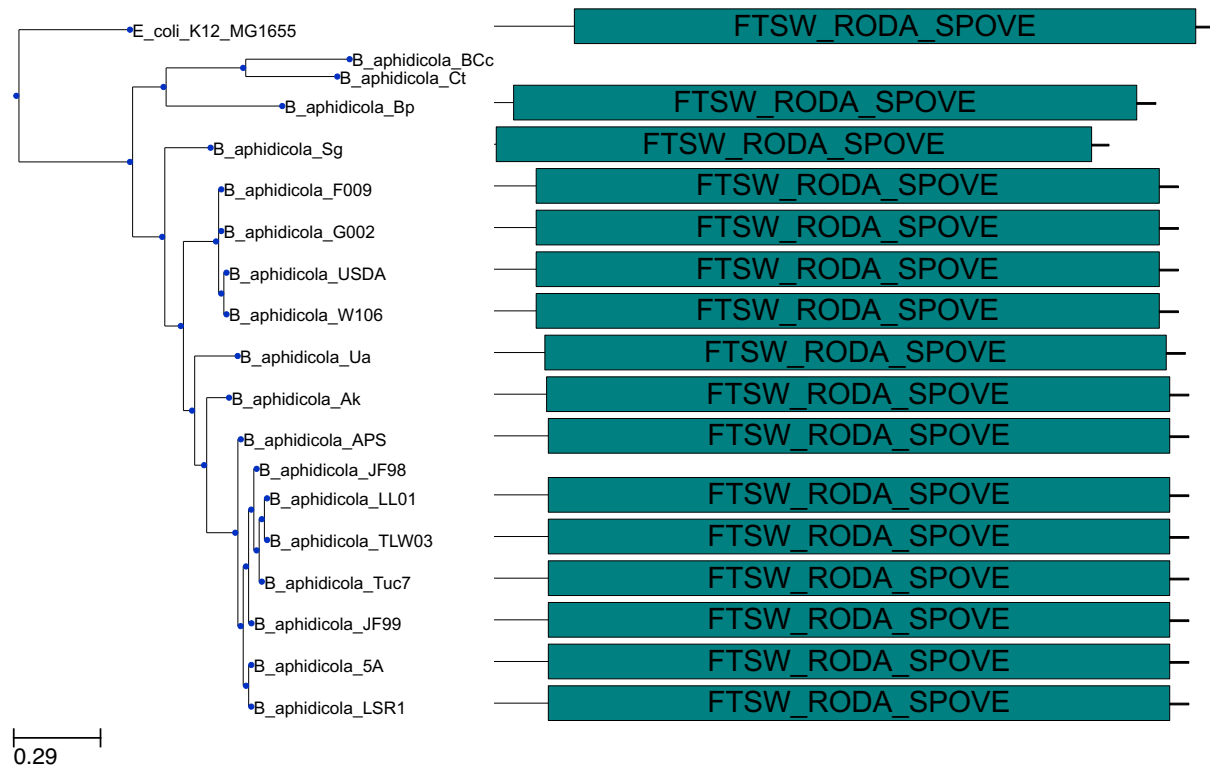 E_coli_K12_MG1655 FTSW_RODA_SPOVE
B_aphidicola_BCc
B_aphidicola_Ct
B_aphidicola_Bp FTSW_RODA_SPOVE
B_aphidicola_Sg FTSW_RODA_SPOVE
B_aphidicola_F009 FTSW_RODA_SPOVE
B_aphidicola_G002 FTSW_RODA_SPOVE
B_aphidicola_USDA FTSW_RODA_SPOVE
B_aphidicola_W106 FTSW_RODA_SPOVE
B_aphidicola_Ua FTSW_RODA_SPOVE
B_aphidicola_Ak FTSW_RODA_SPOVE
B_aphidicola_APS FTSW_RODA_SPOVE
B_aphidicola_JF98
B_aphidicola_LL01 FTSW_RODA_SPOVE
B_aphidicola_TLW03 FTSW_RODA_SPOVE
B_aphidicola_Tuc7 FTSW_RODA_SPOVE
B_aphidicola_JF99 FTSW_RODA_SPOVE
B_aphidicola_5A FTSW_RODA_SPOVE
B_aphidicola_LSR1 FTSW_RODA_SPOVE
0.29